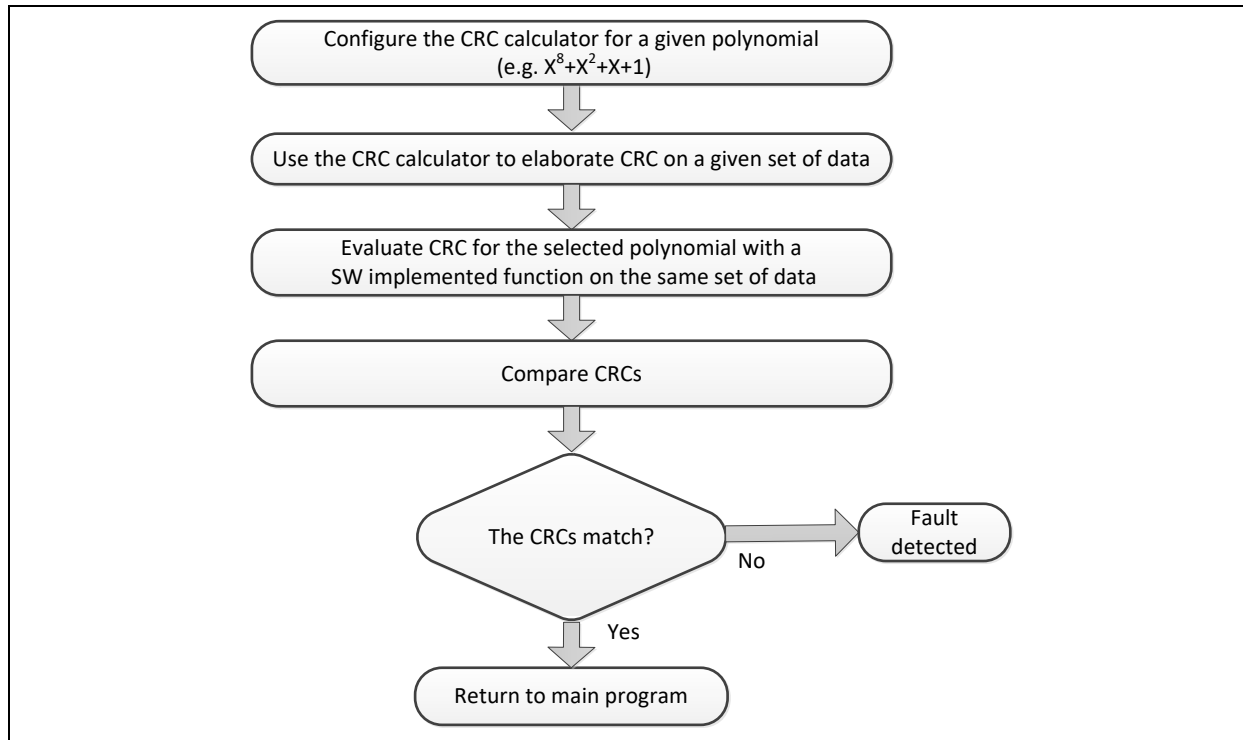 Configure the CRC calculator for a given polynomial
(e.g. X⁸+X²+X+1)
Use the CRC calculator to elaborate CRC on a given set of data
Evaluate CRC for the selected polynomial with a
SW implemented function on the same set of data
Compare CRCs
The CRCs match?
No
Fault
detected
Yes
Return to main program